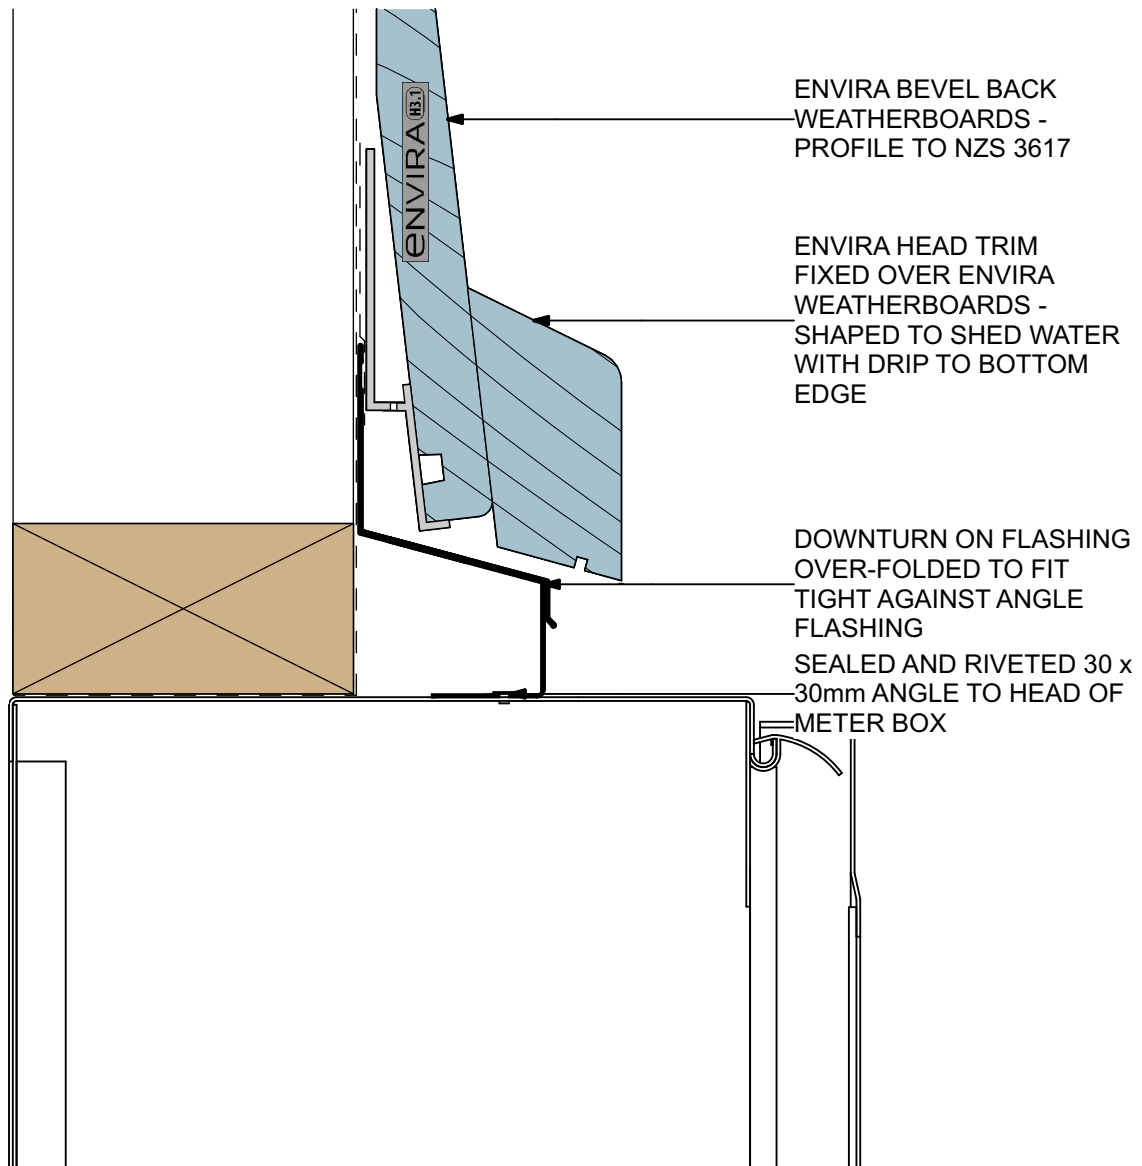 ENVIRA BEVEL BACK
WEATHERBOARDS -
PROFILE TO NZS 3617
eNVIRA H3.1
ENVIRA HEAD TRIM
FIXED OVER ENVIRA
WEATHERBOARDS -
SHAPED TO SHED WATER
WITH DRIP TO BOTTOM
EDGE
DOWNTURN ON FLASHING
OVER-FOLDED TO FIT
TIGHT AGAINST ANGLE
FLASHING
SEALED AND RIVETED 30 x
30mm ANGLE TO HEAD OF
METER BOX